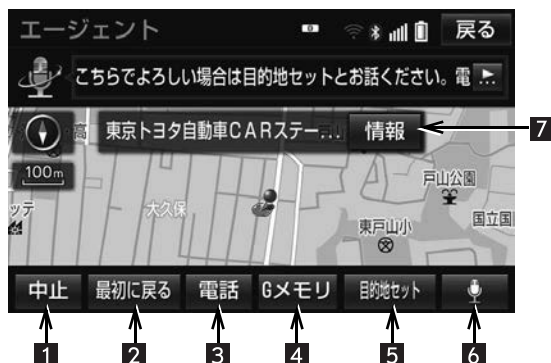 エージェント 戻る
こちらでよろしい場合は目的地セットとお話ください。電
東京トヨタ自動車CARステー... 情報 7
高
100m
戸山公園
ッテ
大久保
東戸山小
国立国
中止 最初に戻る 電話 Gメモリ 目的地セット
1 2 3 4 5 6